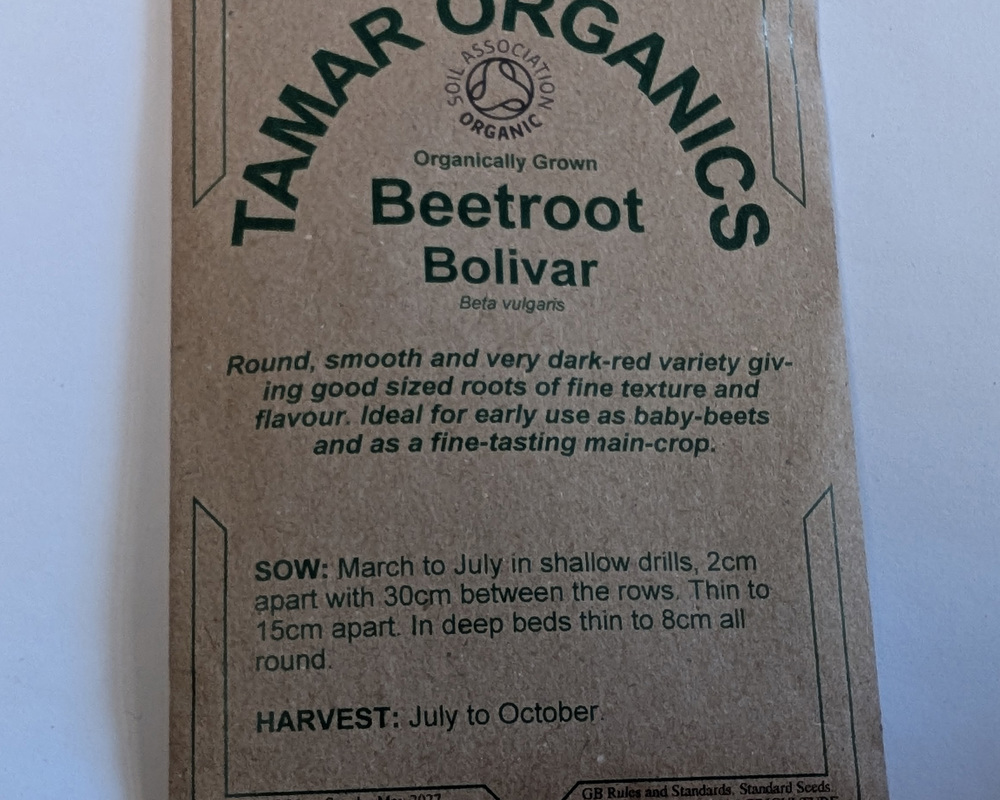 TAMAR ORGANICS
SOIL ASSOCIATION
ORGANIC
Organically Grown
Beetroot
Bolivar
Beta vulgaris
Round, smooth and very dark-red variety giv-
ing good sized roots of fine texture and
flavour. Ideal for early use as baby-beets
and as a fine-tasting main-crop.
SOW: March to July in shallow drills, 2cm
apart with 30cm between the rows. Thin to
15cm apart. In deep beds thin to 8cm all
round.
HARVEST: July to October.
GB Rules and Standards. Standard Seeds.